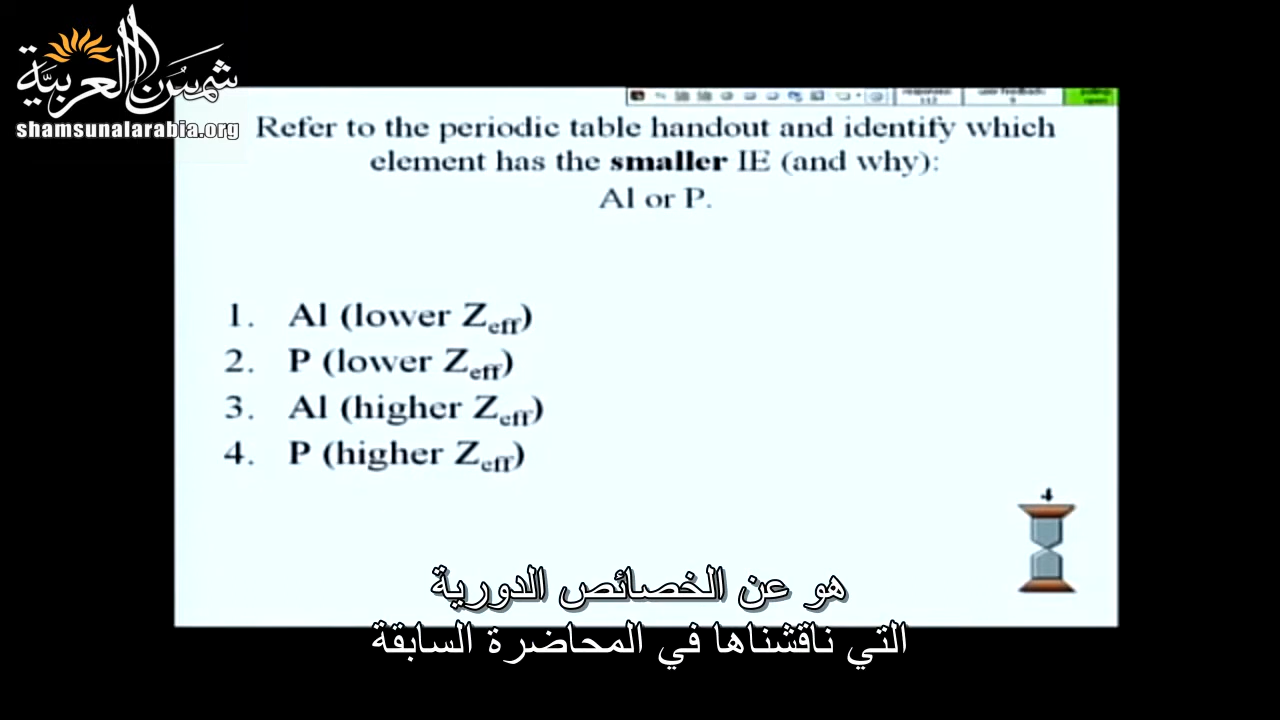 شمس العربية
shamsunalarabia.org
Refer to the periodic table handout and identify which
element has the smaller IE (and why):
Al or P.
1. Al (lower Zeff)
2. P (lower Zeff)
3. Al (higher Zeff)
4. P (higher Zeff)
4
هو عن الخصائص الدورية
التي ناقشناها في المحاضرة السابقة